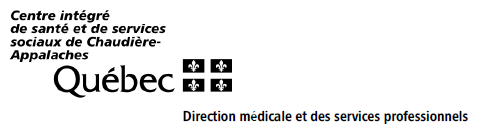 Centre intégré
de santé et de services
sociaux de Chaudière-
Appalaches
Québec
Direction médicale et des services professionnels